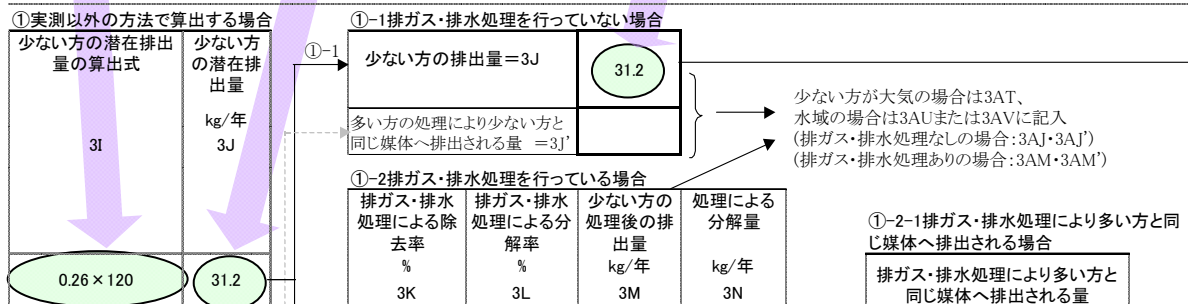 ①実測以外の方法で算出する場合
少ない方の潜在排出
量の算出式
3I
少ない方
の潜在排
出量
kg/年
3J
0.26×120
31.2
①-1
①-1排ガス・排水処理を行っていない場合
少ない方の排出量＝3J
31.2
多い方の処理により少ない方と
同じ媒体へ排出される量 ＝3J'
少ない方が大気の場合は3AT、
水域の場合は3AUまたは3AVに記入
(排ガス・排水処理なしの場合:3AJ・3AJ')
(排ガス・排水処理ありの場合:3AM・3AM')
①-2排ガス・排水処理を行っている場合
排ガス・排水
処理による除
去率
%
3K
排ガス・排水
処理による分
解率
%
3L
少ない方の
処理後の排
出量
kg/年
3M
処理による
分解量
kg/年
3N
①-2-1排ガス・排水処理により多い方と同
じ媒体へ排出される場合
排ガス・排水処理により多い方と
同じ媒体へ排出される量